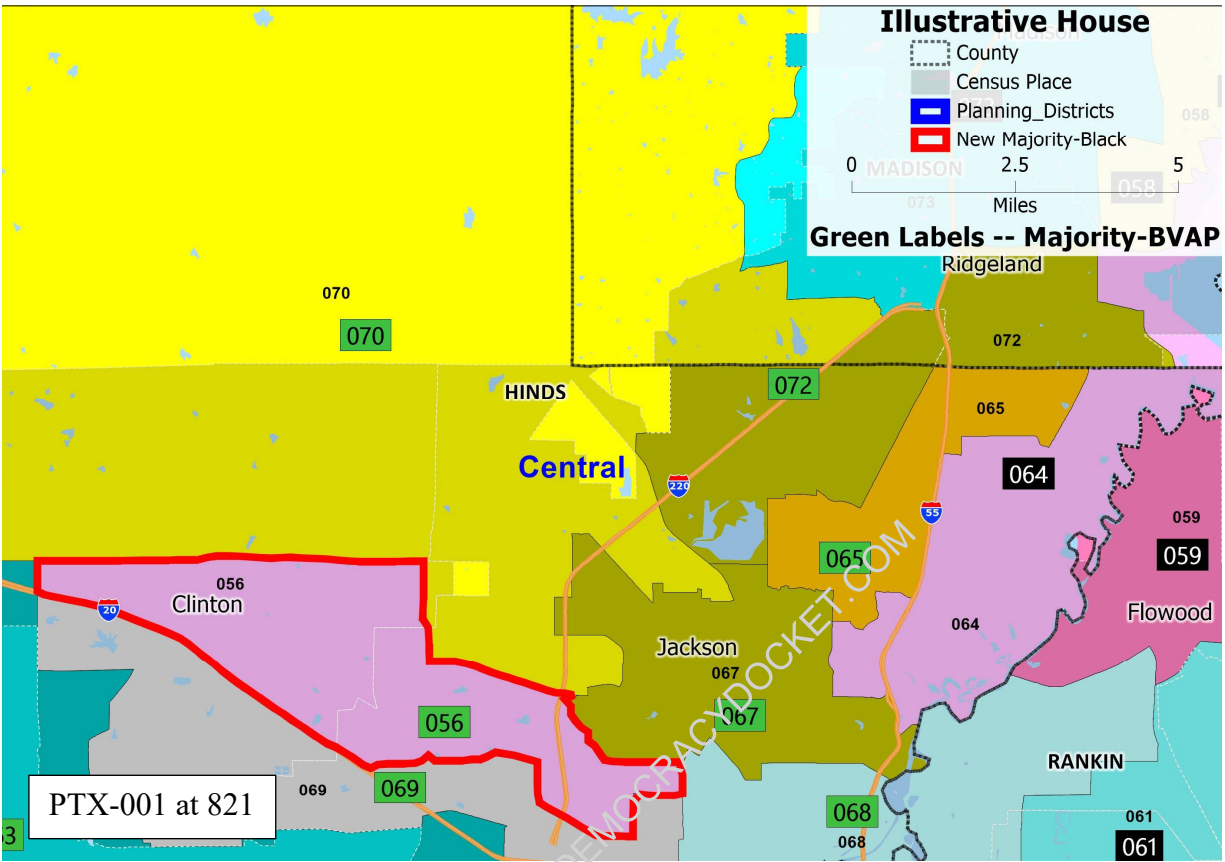 Illustrative House
County
Census Place
Planning_Districts
New Majority-Black
0 2.5 5
Miles
Green Labels -- Majority-BVAP
Madison
MADISON
073
058
058
Ridgeland
070
070
072
072
HINDS
065
Central
064
220
55
059
065
059
056
Clinton
20
Flowood
064
Jackson
067
056
067
RANKIN
069
069
PTX-001 at 821
068
061
068
061
DEMOCRACYDOCKET.COM